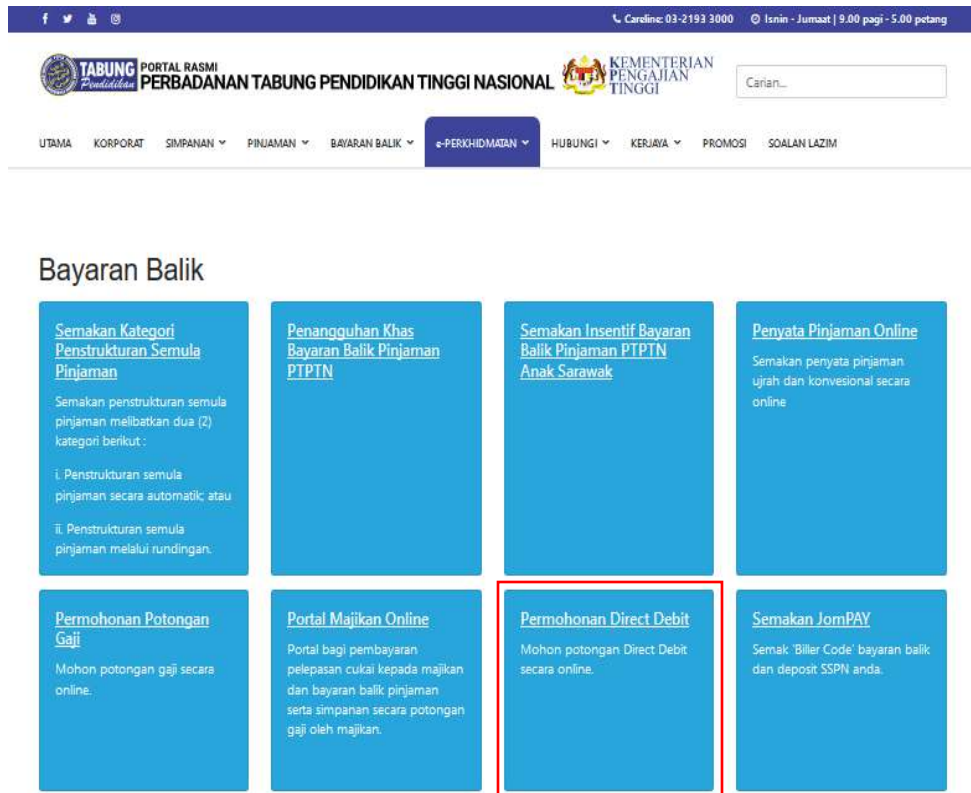 Careline: 03-2193 3000 Isnin - Jumaat | 9.00 pagi - 5.00 petang
TABUNG Pendidikan
PORTAL RASMI
PERBADANAN TABUNG PENDIDIKAN TINGGI NASIONAL
KEMENTERIAN
PENGAJIAN
TINGGI
Carian...
UTAMA KORPORAT SIMPANAN PINJAMAN BAYARAN BALIK e-PERKHIDMATAN HUBUNGI KERJAYA PROMOSI SOALAN LAZIM
Bayaran Balik
Semakan Kategori
Penstrukturan Semula
Pinjaman
Semakan penstrukturan semula
pinjaman melibatkan dua (2)
kategori berikut :
i. Penstrukturan semula
pinjaman secara automatik; atau
ii. Penstrukturan semula
pinjaman melalui rundingan.
Penangguhan Khas
Bayaran Balik Pinjaman
PTPTN
Semakan Insentif Bayaran
Balik Pinjaman PTPTN
Anak Sarawak
Penyata Pinjaman Online
Semakan penyata pinjaman
ujrah dan konvesional secara
online
Permohonan Potongan
Gaji
Mohon potongan gaji secara
online.
Portal Majikan Online
Portal bagi pembayaran
pelepasan cukai kepada majikan
dan bayaran balik pinjaman
serta simpanan secara potongan
gaji oleh majikan.
Permohonan Direct Debit
Mohon potongan Direct Debit
secara online.
Semakan JomPAY
Semak 'Biller Code' bayaran balik
dan deposit SSPN anda.